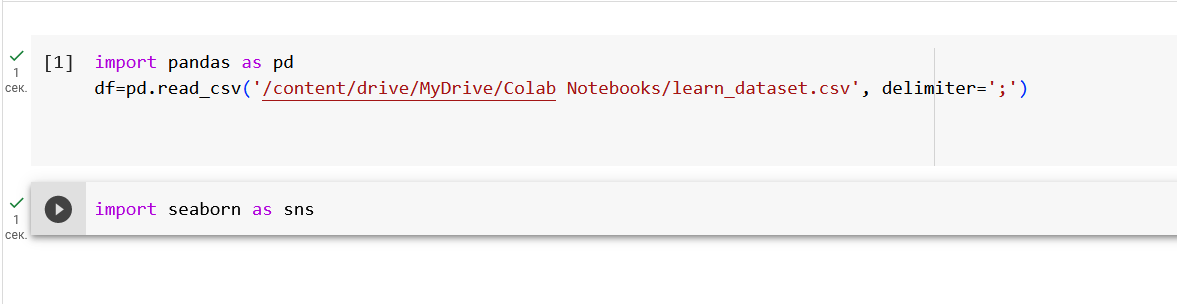 [1] import pandas as pd
1
сек.
df=pd.read_csv('/content/drive/MyDrive/Colab Notebooks/learn_dataset.csv', delimiter=';')
import seaborn as sns
1
сек.